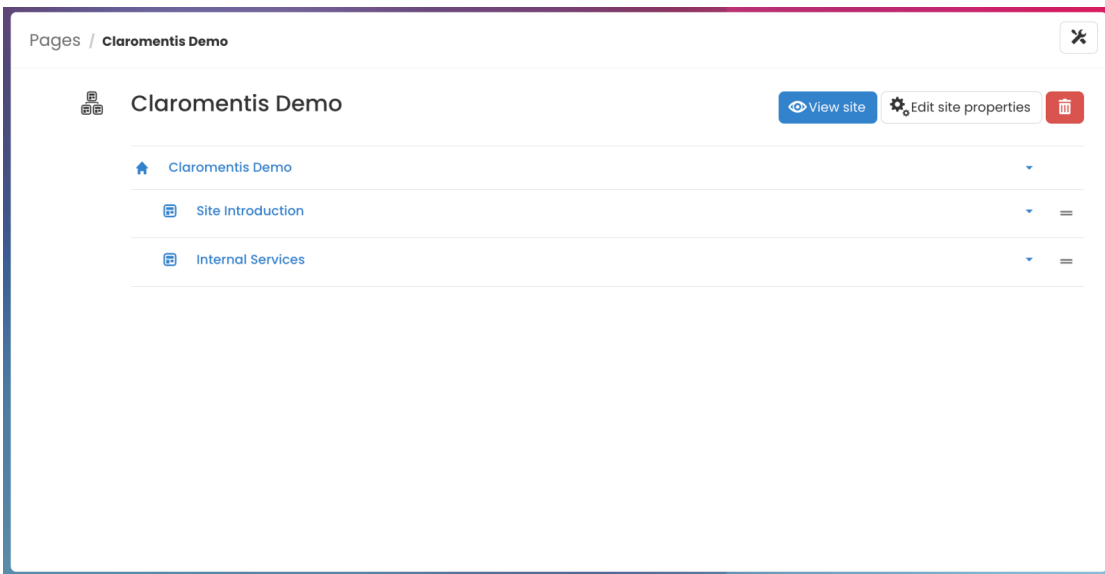 Pages / Claromentis Demo
Claromentis Demo
View site Edit site properties
Claromentis Demo
Site Introduction
Internal Services